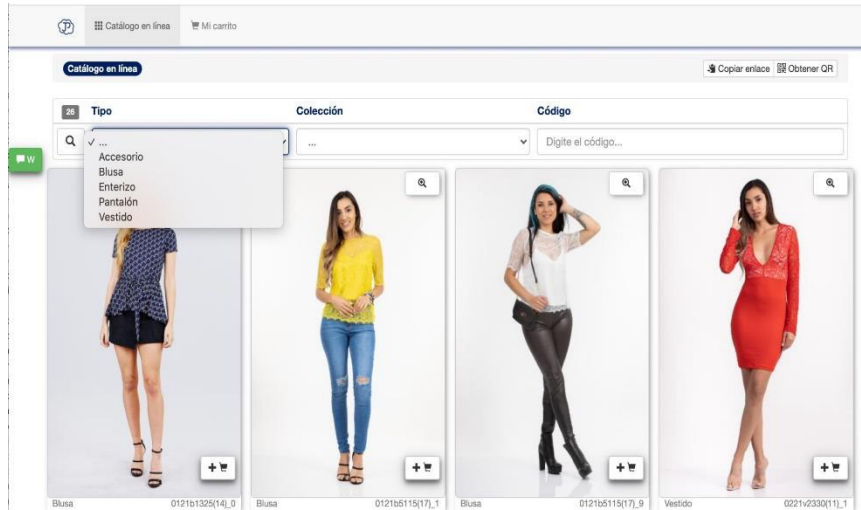 Catálogo en línea Mi carrito
Catálogo en línea Copiar enlace Obtener QR
26 Tipo Colección Código
... ... Digite el código...
W
Accesorio
Blusa
Enterizo
Pantalón
Vestido
Blusa 0121b1325(14)_0 Blusa 0121b5115(17)_1 Blusa 0121b5115(17)_9 Vestido 0221v2330(11)_1